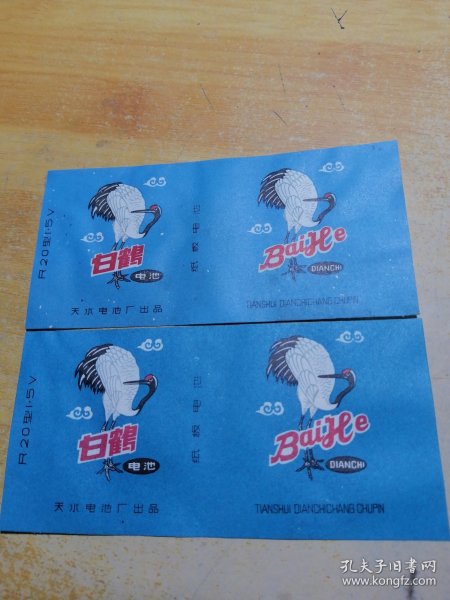 R20型1.5V
白鹤
电池
天水电池厂出品
纸板电池
BaiHe
DIANCHI
TIANSHUI DIANCHICHANG CHUPIN
R20型1.5V
白鹤
电池
天水电池厂出品
纸板电池
BaiHe
DIANCHI
TIANSHUI DIANCHICHANG CHUPIN
孔夫子旧书网
www.kongfz.com